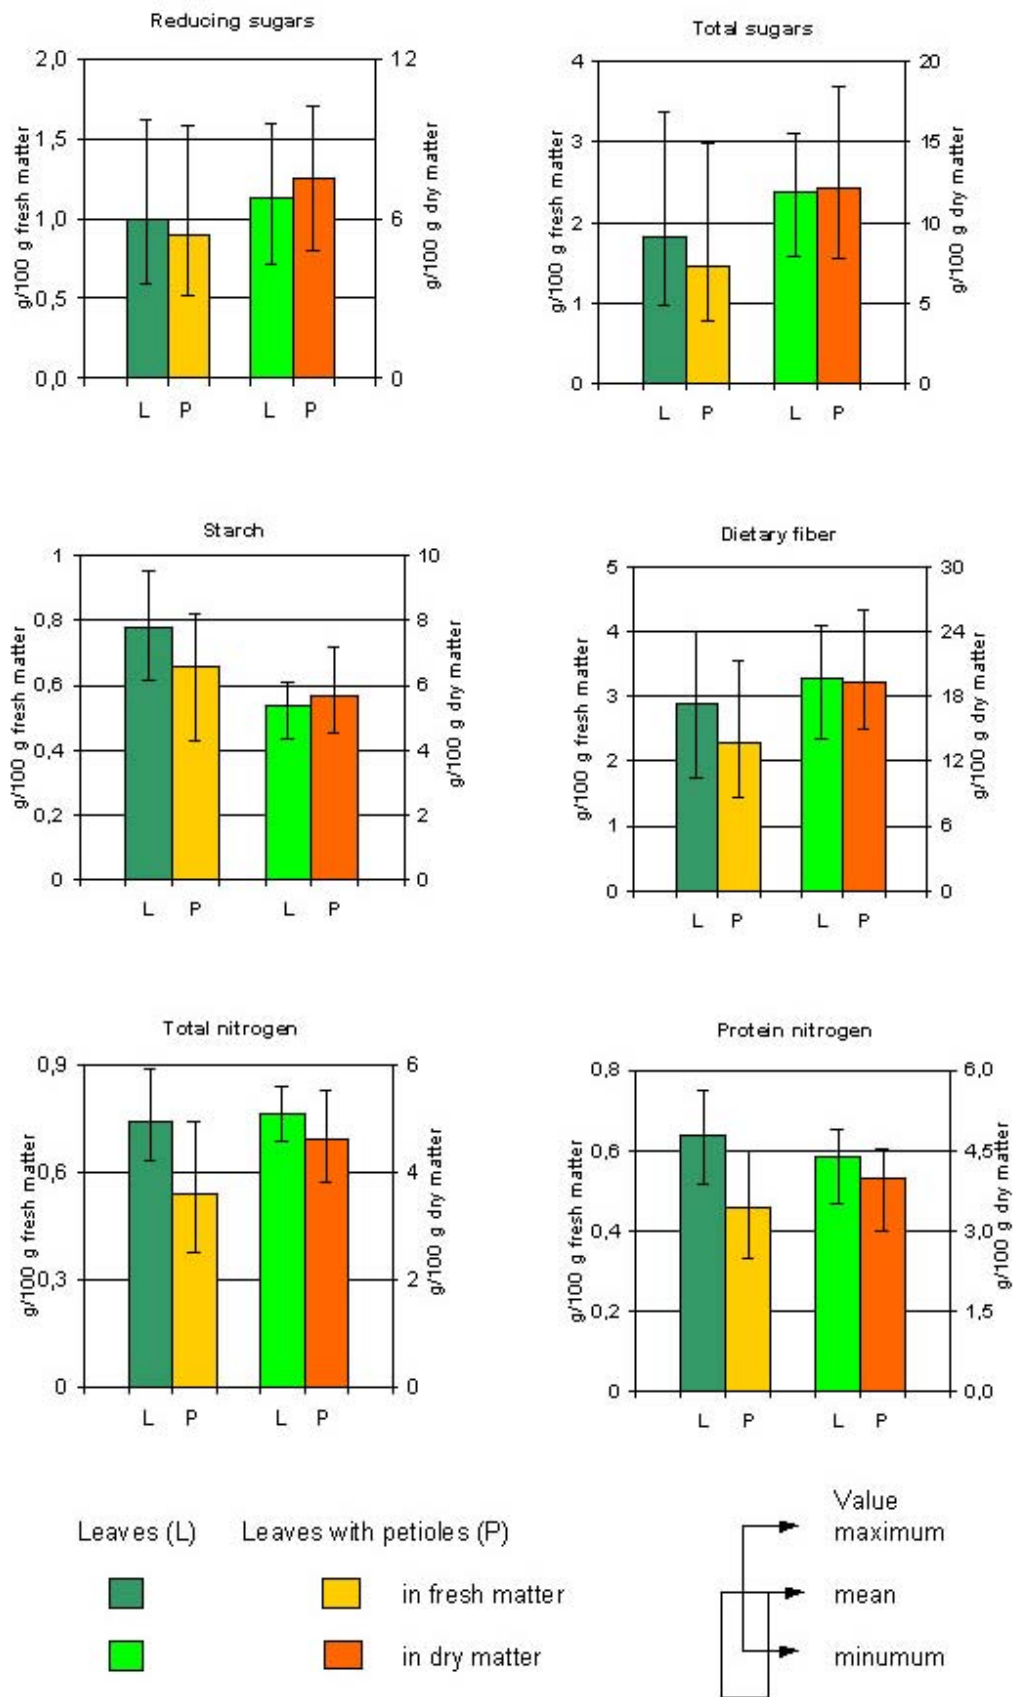 Reducing sugars
2,0
1,5
1,0
0,5
0,0
g/100 g fresh matter
12
6
0
g/100 g dry matter
L P L P
Total sugars
4
3
2
1
0
g/100 g fresh matter
20
15
10
5
0
g/100 g dry matter
L P L P
Starch
1
0,8
0,6
0,4
0,2
0
g/100 g fresh matter
10
8
6
4
2
0
g/100 g dry matter
L P L P
Dietary fiber
5
4
3
2
1
0
g/100 g fresh matter
30
24
18
12
6
0
g/100 g dry matter
L P L P
Total nitrogen
0,9
0,6
0,3
0
g/100 g fresh matter
6
4
2
0
g/100 g dry matter
L P L P
Protein nitrogen
0,8
0,6
0,4
0,2
0
g/100 g fresh matter
6,0
4,5
3,0
1,5
0,0
g/100 g dry matter
L P L P
Leaves (L) Leaves with petioles (P)
in fresh matter
in dry matter
Value
maximum
mean
minumum